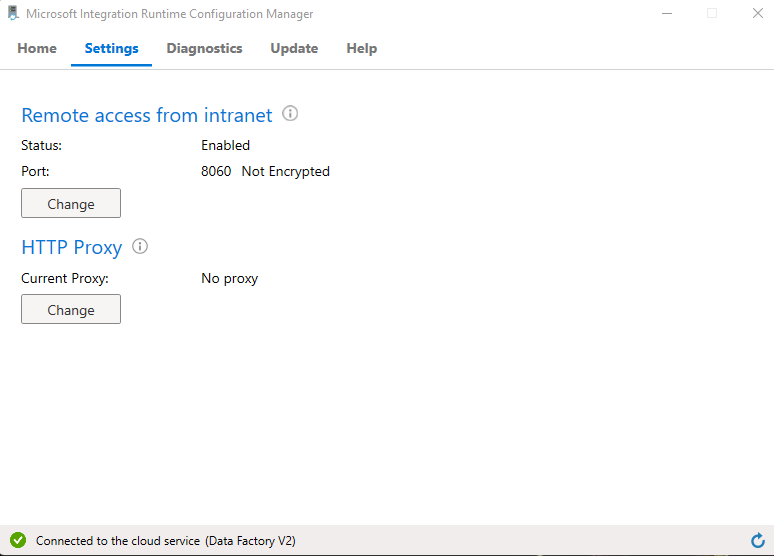 Microsoft Integration Runtime Configuration Manager
Home Settings Diagnostics Update Help
Remote access from intranet
Status: Enabled
Port: 8060 Not Encrypted
Change
HTTP Proxy
Current Proxy: No proxy
Change
Connected to the cloud service (Data Factory V2)